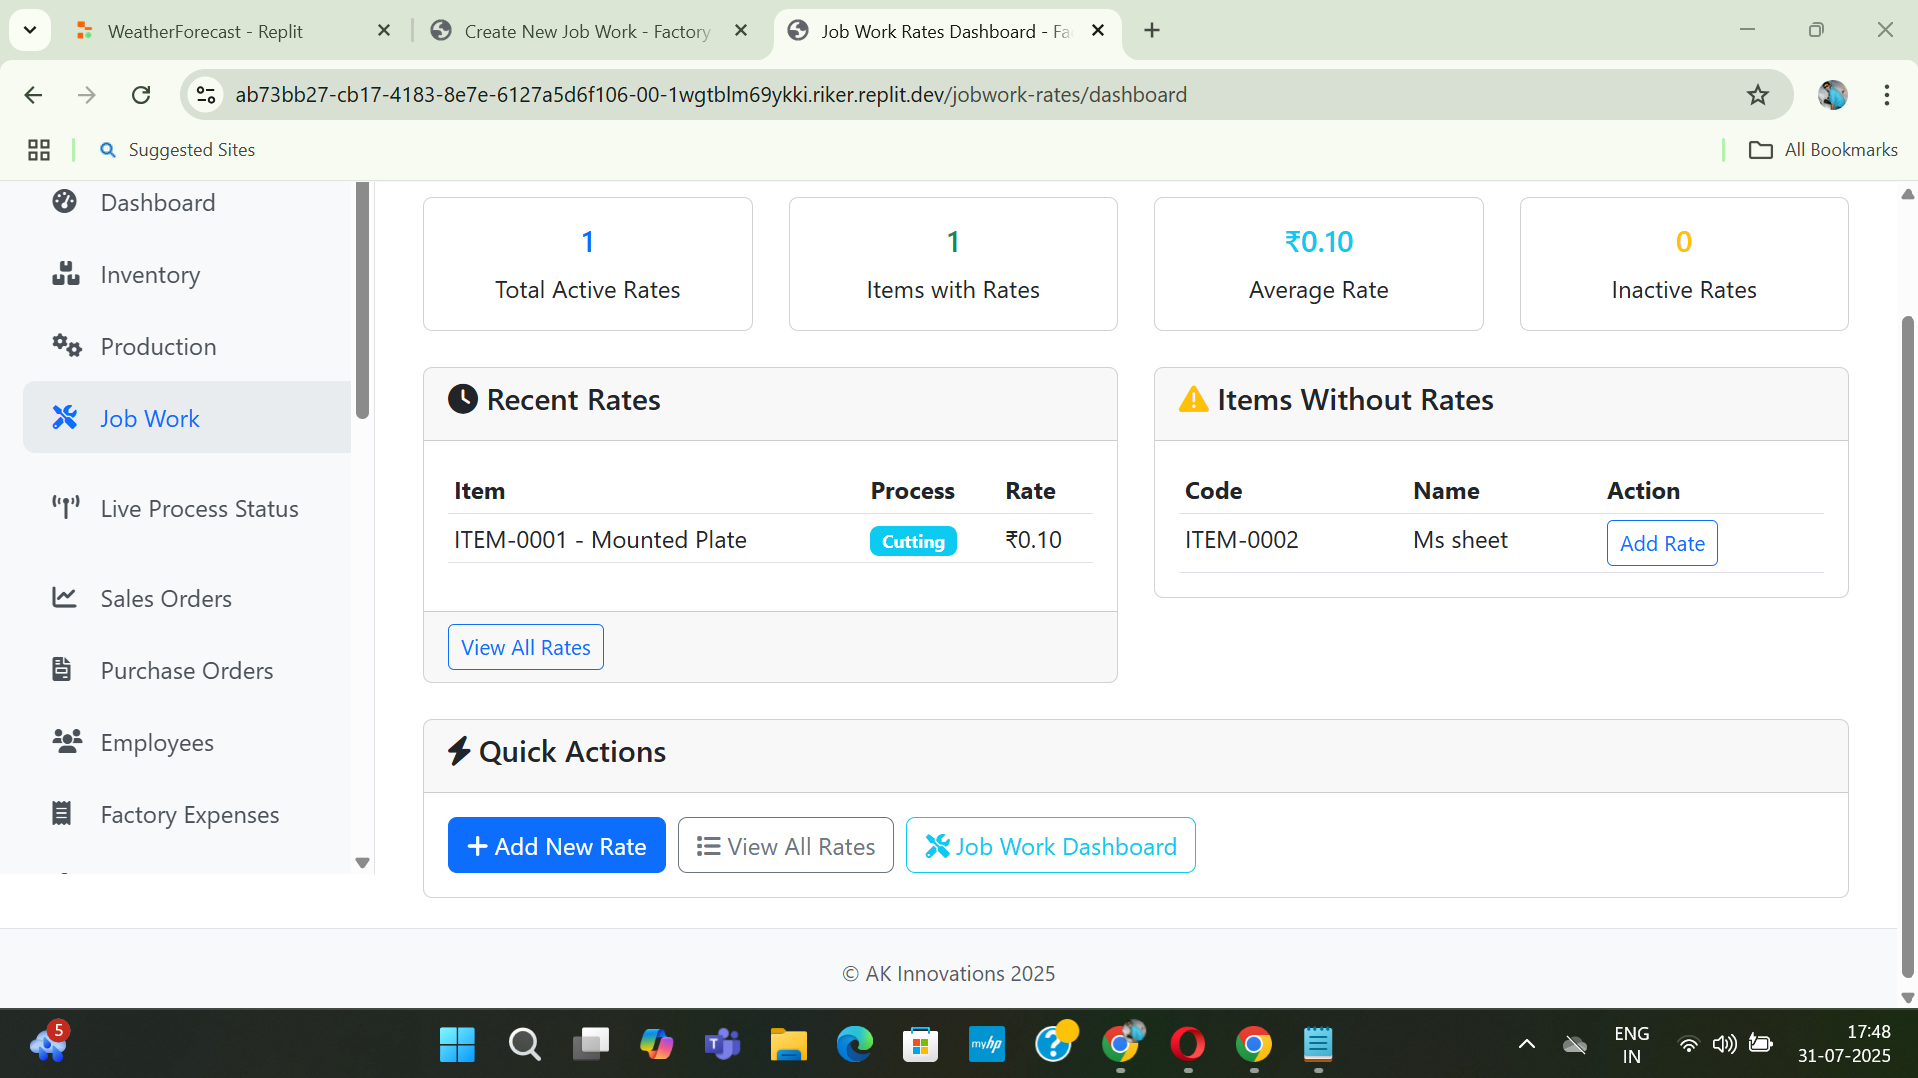 WeatherForecast - Replit
Create New Job Work - Factory
Job Work Rates Dashboard - Fa
ab73bb27-cb17-4183-8e7e-6127a5d6f106-00-1wgtblm69ykki.riker.replit.dev/jobwork-rates/dashboard
Suggested Sites
All Bookmarks
Dashboard
Inventory
Production
Job Work
Live Process Status
Sales Orders
Purchase Orders
Employees
Factory Expenses
1
Total Active Rates
1
Items with Rates
₹0.10
Average Rate
0
Inactive Rates
Recent Rates
Item Process Rate
ITEM-0001 - Mounted Plate Cutting ₹0.10
View All Rates
Items Without Rates
Code Name Action
ITEM-0002 Ms sheet Add Rate
Quick Actions
Add New Rate
View All Rates
Job Work Dashboard
© AK Innovations 2025
5
myhp
ENG
IN
17:48
31-07-2025